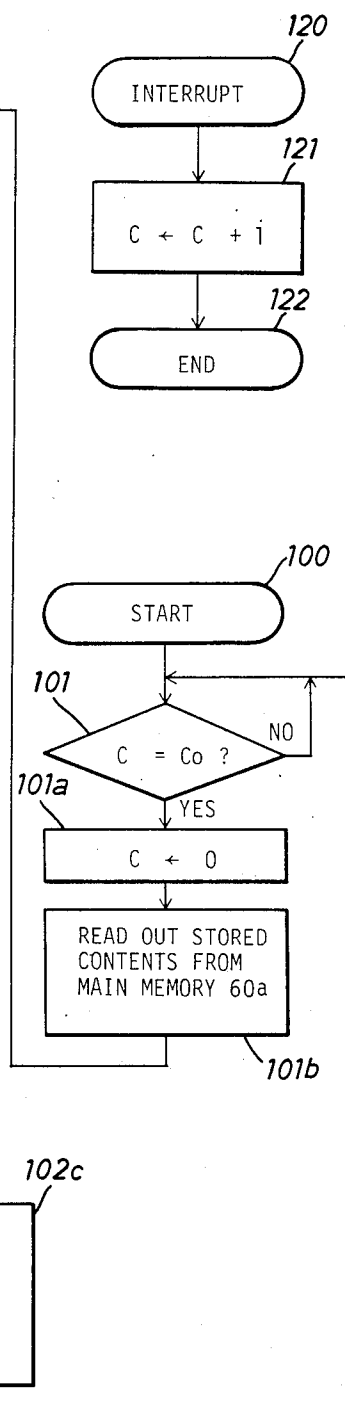 120
INTERRUPT
121
C ← C + i
122
END
100
START
101
C = Co ?
NO
101a
YES
C ← 0
READ OUT STORED
CONTENTS FROM
MAIN MEMORY 60a
101b
102c